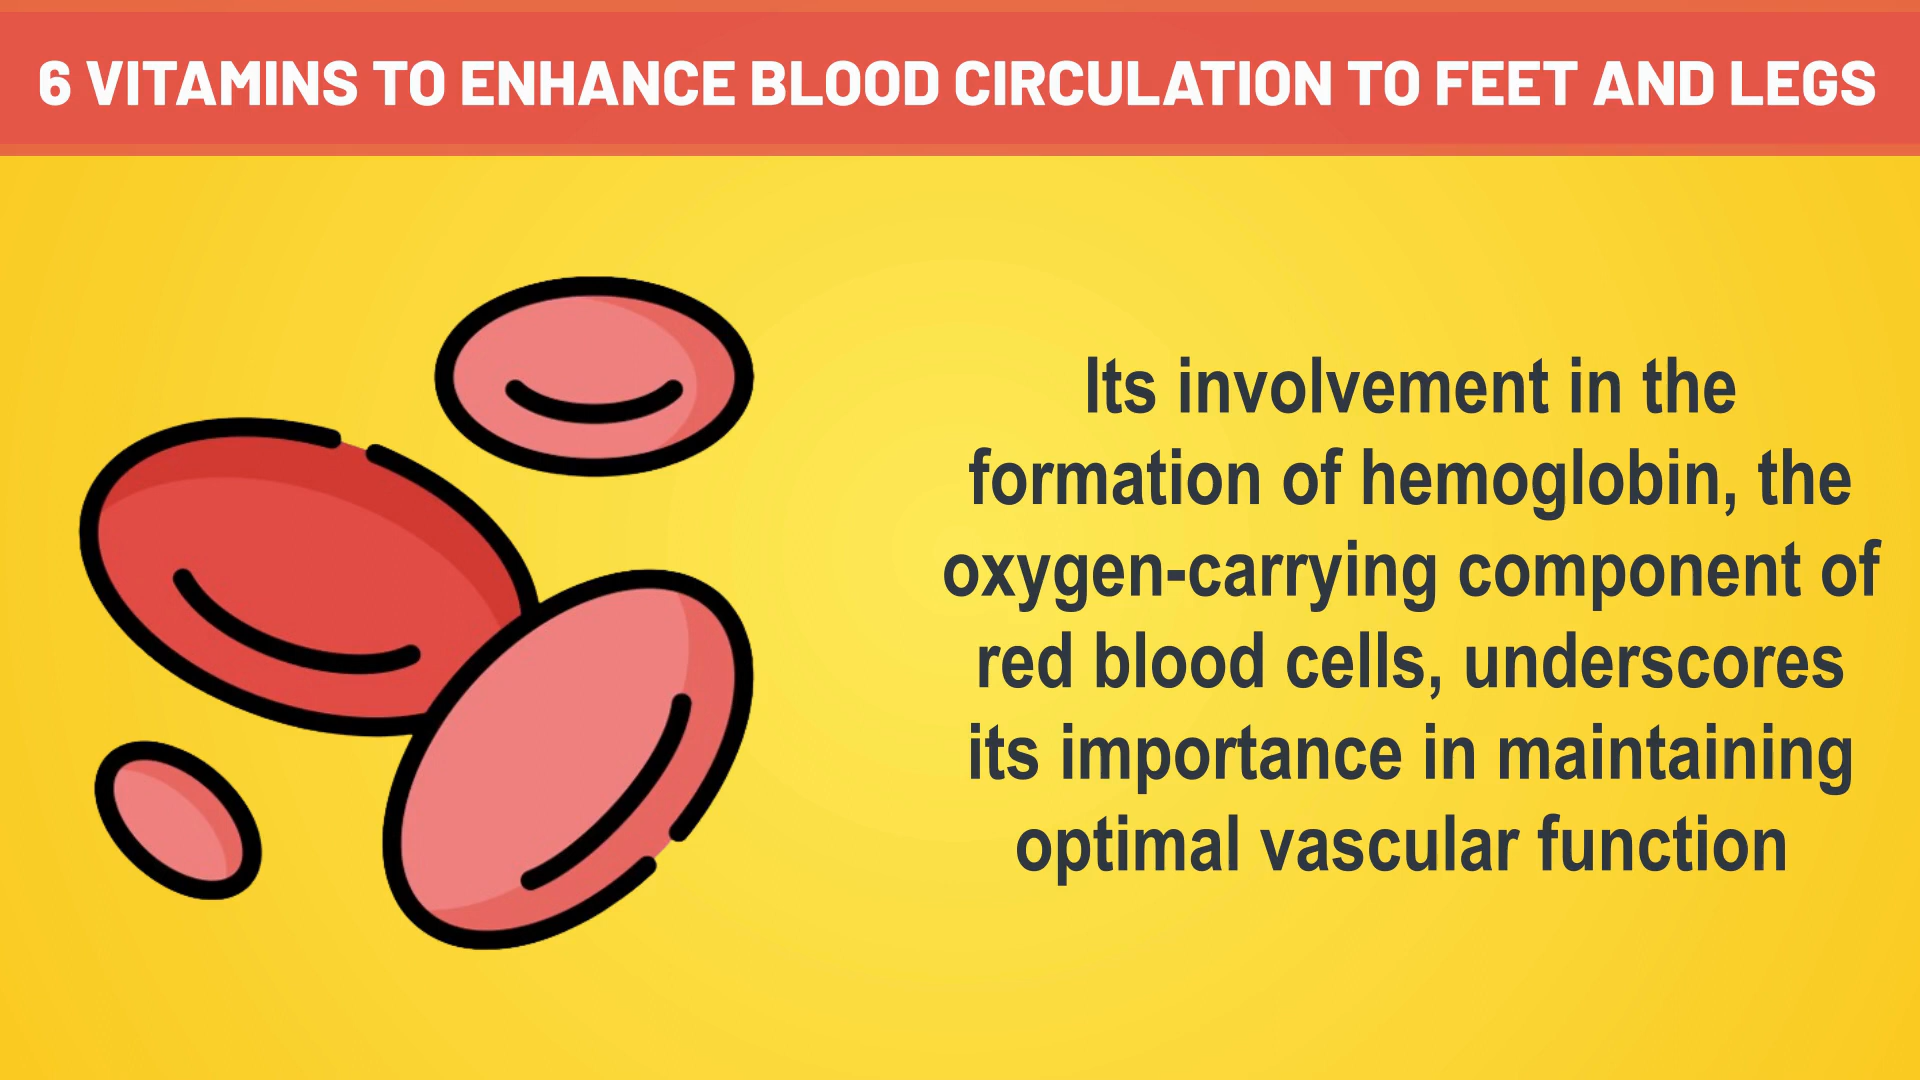 6 VITAMINS TO ENHANCE BLOOD CIRCULATION TO FEET AND LEGS
Its involvement in the
formation of hemoglobin, the
oxygen-carrying component of
red blood cells, underscores
its importance in maintaining
optimal vascular function